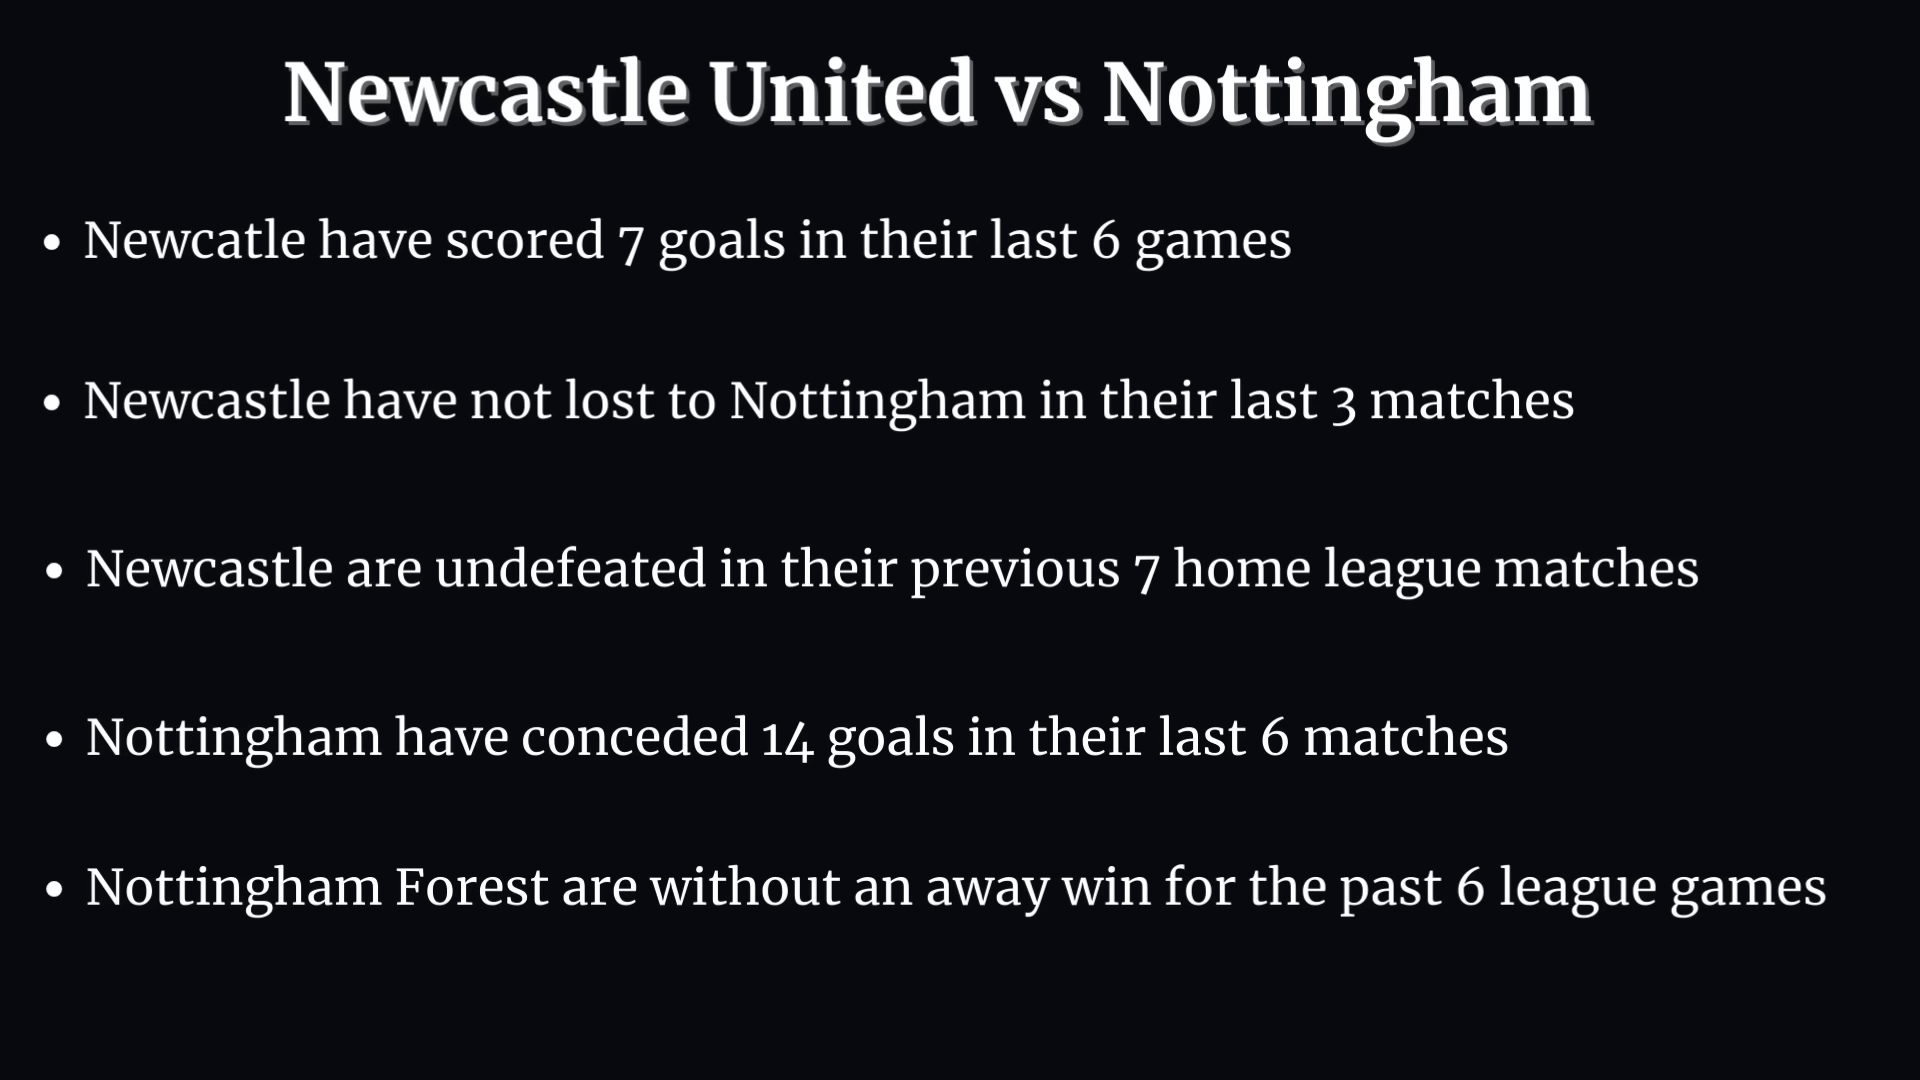 Newcastle United vs Nottingham
• Newcatle have scored 7 goals in their last 6 games
• Newcastle have not lost to Nottingham in their last 3 matches
• Newcastle are undefeated in their previous 7 home league matches
• Nottingham have conceded 14 goals in their last 6 matches
• Nottingham Forest are without an away win for the past 6 league games